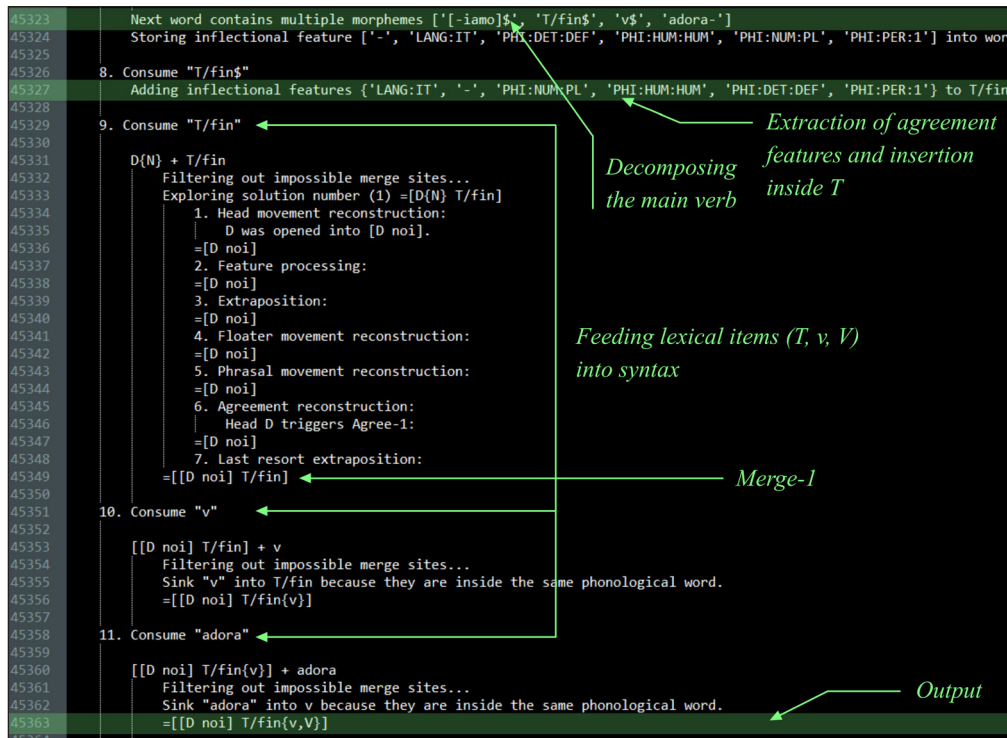 45323 Next word contains multiple morphemes ['[-iamo]$', 'T/fin$', 'v$', 'adora-']
45324 Storing inflectional feature ['-', 'LANG:IT', 'PHI:DET:DEF', 'PHI:HUM:HUM', 'PHI:NUM:PL', 'PHI:PER:1'] into wor
45325
45326 8. Consume "T/fin$"
45327 Adding inflectional features {'LANG:IT', '-', 'PHI:NUM:PL', 'PHI:HUM:HUM', 'PHI:DET:DEF', 'PHI:PER:1'} to T/fin
45328
45329 9. Consume "T/fin"
Extraction of agreement
features and insertion
inside T
Decomposing
the main verb
45330
45331 D{N} + T/fin
45332 Filtering out impossible merge sites...
45333 Exploring solution number (1) =[D{N} T/fin]
45334 1. Head movement reconstruction:
45335 D was opened into [D noi].
45336 =[D noi]
45337 2. Feature processing:
45338 =[D noi]
45339 3. Extraposition:
45340 =[D noi]
45341 4. Floater movement reconstruction:
45342 =[D noi]
45343 5. Phrasal movement reconstruction:
45344 =[D noi]
45345 6. Agreement reconstruction:
45346 Head D triggers Agree-1:
45347 =[D noi]
45348 7. Last resort extraposition:
45349 =[[D noi] T/fin]
Feeding lexical items (T, v, V)
into syntax
Merge-1
45350
45351 10. Consume "v"
45352
45353 [[D noi] T/fin] + v
45354 Filtering out impossible merge sites...
45355 Sink "v" into T/fin because they are inside the same phonological word.
45356 =[[D noi] T/fin{v}]
45357
45358 11. Consume "adora"
45359
45360 [[D noi] T/fin{v}] + adora
45361 Filtering out impossible merge sites...
45362 Sink "adora" into v because they are inside the same phonological word.
45363 =[[D noi] T/fin{v,V}]
Output